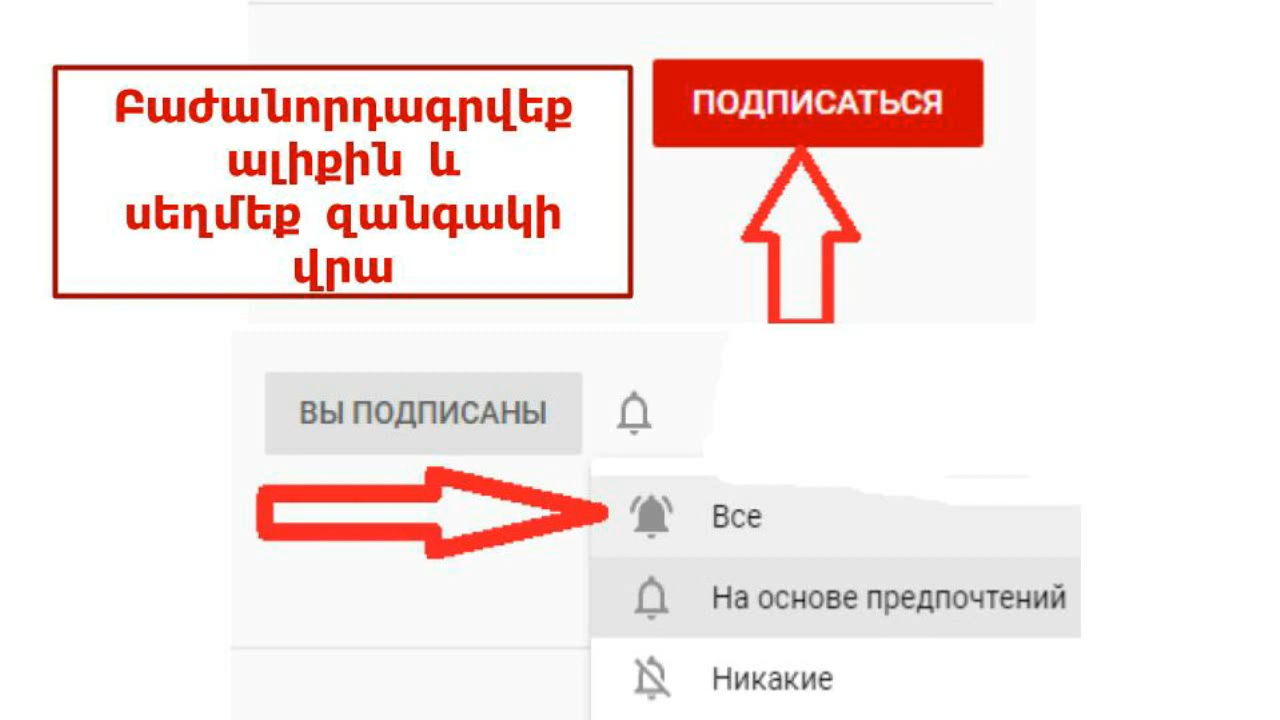 Բաժանորդագրվեք
ալիքին և
սեղմեք զանգակի
վրա
ПОДПИСАТЬСЯ
ВЫ ПОДПИСАНЫ
Все
На основе предпочтений
Никакие